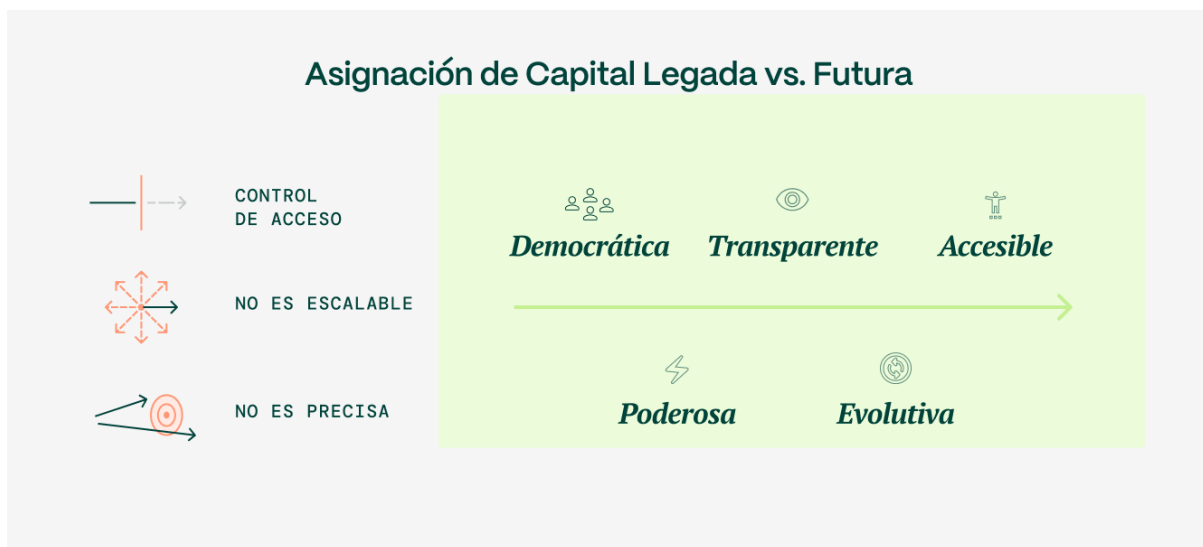 Asignación de Capital Legada vs. Futura
CONTROL
DE ACCESO
NO ES ESCALABLE
NO ES PRECISA
Democrática
Transparente
Accesible
Poderosa
Evolutiva